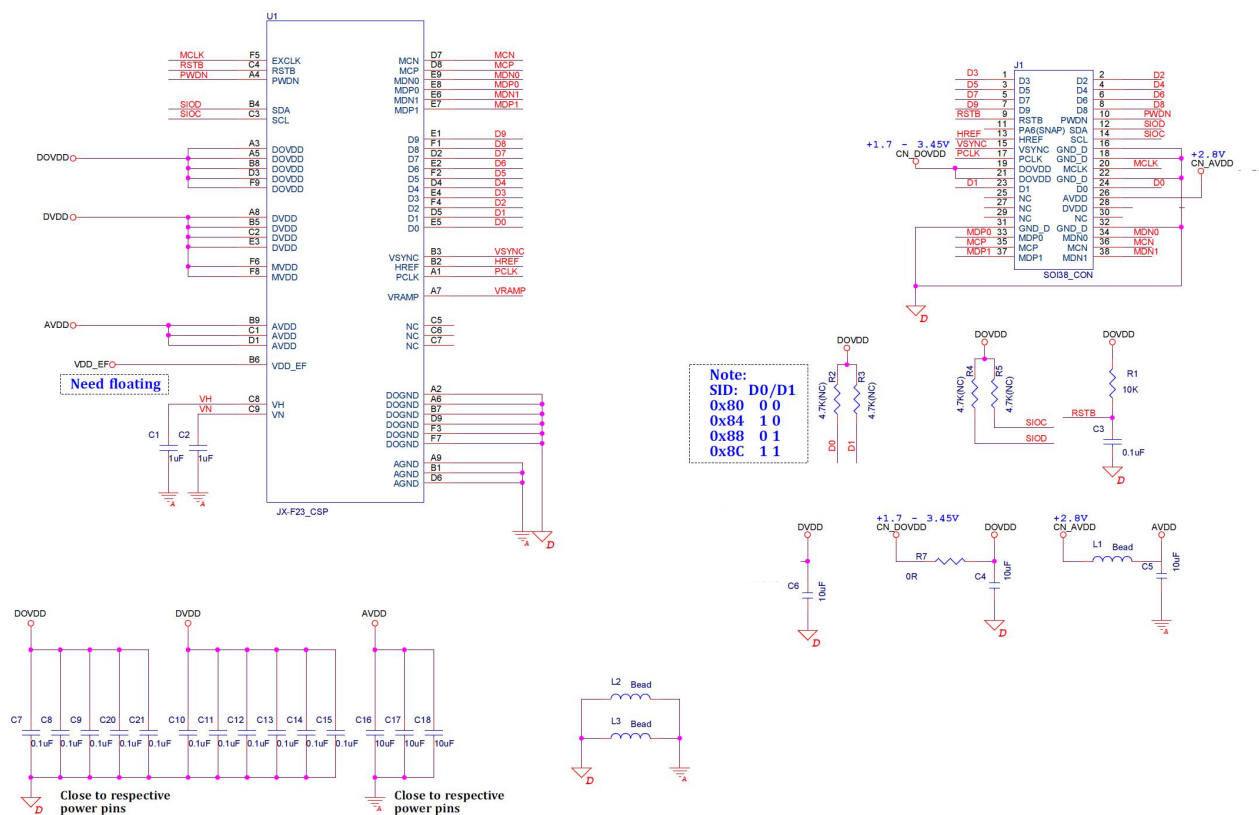 U1
MCLK F5 EXCLK
RSTB C4 RSTB
PWDN A4 PWDN
SIOD B4 SDA
SIOC C3 SCL
A3 DOVDD
DOVDD A5 DOVDD
B8 DOVDD
D3 DOVDD
F9 DOVDD
DVDD A8 DVDD
B5 DVDD
C2 DVDD
E3 DVDD
F6 MVDD
F8 MVDD
AVDD B9 AVDD
C1 AVDD
D1 AVDD
VDD_EF B6 VDD_EF
Need floating
VH C8 VH
VN C9 VN
C1 C2
1uF 1uF
A A
MCN D7 MCN
MCP D8 MCP
MDN0 E9 MDN0
MDP0 E8 MDP0
MDN1 E6 MDN1
MDP1 E7 MDP1
D9 E1 D9
D8 F1 D8
D7 D2 D7
D6 E2 D6
D5 F2 D5
D4 D4 D4
D3 E4 D3
D2 F4 D2
D1 D5 D1
D0 E5 D0
VSYNC B3 VSYNC
HREF B2 HREF
PCLK A1 PCLK
VRAMP A7 VRAMP
NC C5
NC C6
NC C7
DOGND A2
DOGND A6
DOGND B7
DOGND D9
DOGND F3
DOGND F7
AGND A9
AGND B1
AGND D6
A D
JX-F23_CSP
J1
D3 1 D3 D2 2 D2
D5 3 D5 D4 4 D4
D7 5 D7 D6 6 D6
D9 7 D9 D8 8 D8
RSTB 9 RSTB PWDN 10 PWDN
11 PA6(SNAP) SDA 12 SIOD
HREF 13 HREF SCL 14 SIOC
VSYNC 15 VSYNC GND_D 16
PCLK 17 PCLK GND_D 18
19 DOVDD MCLK 20 MCLK
21 DOVDD GND_D 22
D1 23 D1 D0 24 D0
25 NC AVDD 26
27 NC DVDD 28
29 NC NC 30
31 GND_D GND_D 32
MDP0 33 MDP0 MDN0 34 MDN0
MCP 35 MCP MCN 36 MCN
MDP1 37 MDP1 MDN1 38 MDN1
SOI38_CON
+1.7 - 3.45V
CN_DOVDD
+2.8V
CN_AVDD
D
Note:
SID: D0/D1
0x80 0 0
0x84 1 0
0x88 0 1
0x8C 1 1
DOVDD
R2 R3
4.7K(NC) 4.7K(NC)
D0 D1
DOVDD
R4 R5
4.7K(NC) 4.7K(NC)
SIOC
SIOD
DOVDD
R1
10K
RSTB
C3
0.1uF
D
DVDD
C6
10uF
D
+1.7 - 3.45V
CN_DOVDD DOVDD
R7
0R
C4
10uF
D
+2.8V
CN_AVDD AVDD
L1 Bead
C5
10uF
A
DOVDD DVDD AVDD
C7 C8 C9 C20 C21 C10 C11 C12 C13 C14 C15 C16 C17 C18
0.1uF 0.1uF 0.1uF 0.1uF 0.1uF 0.1uF 0.1uF 0.1uF 0.1uF 0.1uF 0.1uF 10uF 10uF 10uF
D A
Close to respective
power pins
Close to respective
power pins
L2 Bead
L3 Bead
D A